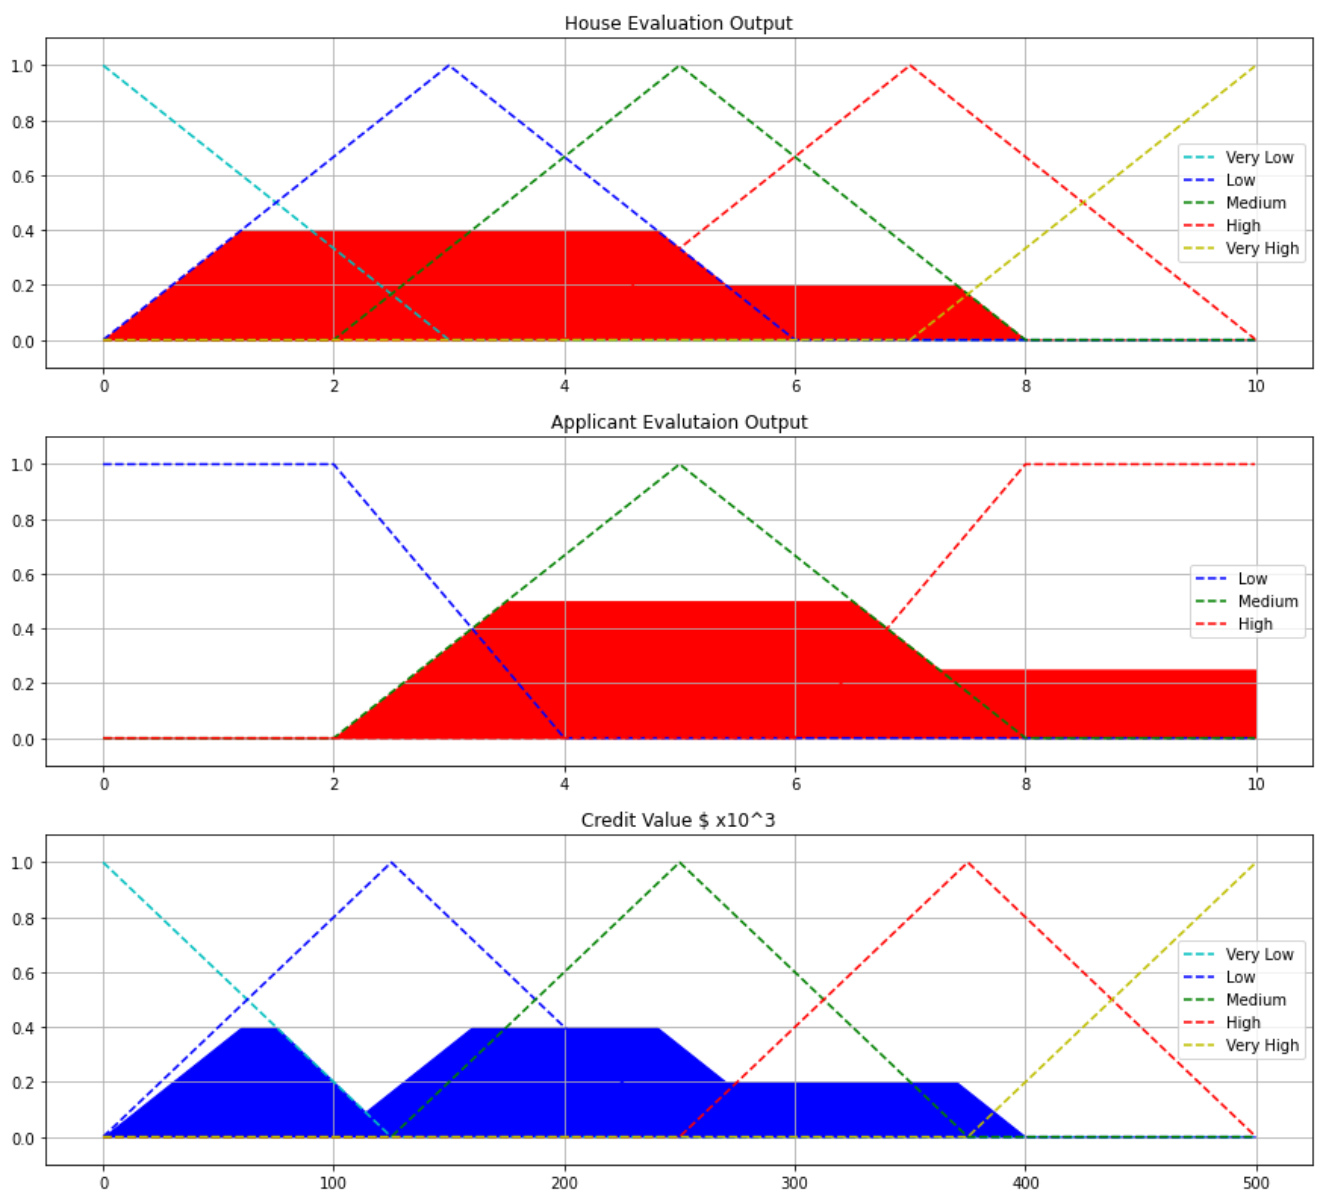 House Evaluation Output
1.0
0.8
0.6
0.4
0.2
0.0
Very Low
Low
Medium
High
Very High
0 2 4 6 8 10
Applicant Evalutaion Output
1.0
0.8
0.6
0.4
0.2
0.0
Low
Medium
High
0 2 4 6 8 10
Credit Value $ x10^3
1.0
0.8
0.6
0.4
0.2
0.0
Very Low
Low
Medium
High
Very High
0 100 200 300 400 500